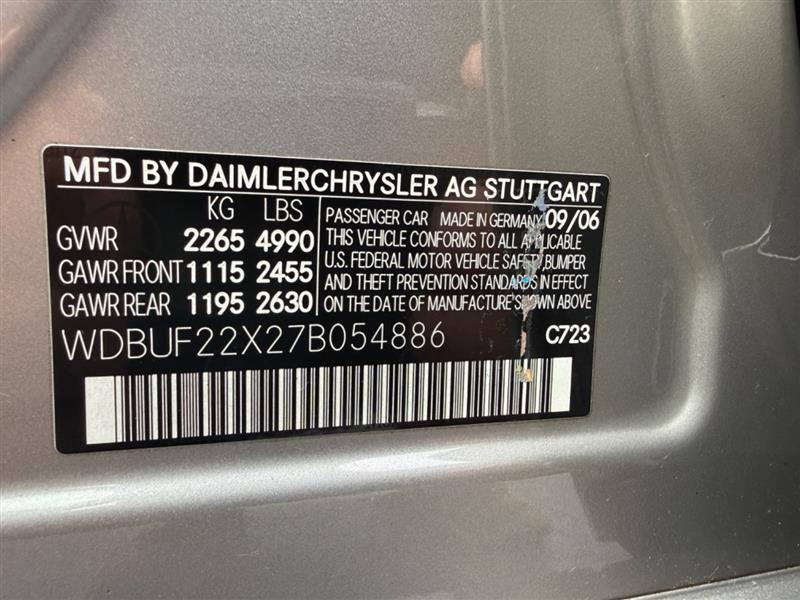 MFD BY DAIMLERCHRYSLER AG STUTTGART
KG LBS
GVWR 2265 4990
GAWR FRONT 1115 2455
GAWR REAR 1195 2630
PASSENGER CAR MADE IN GERMANY 09/06
THIS VEHICLE CONFORMS TO ALL APPLICABLE
U.S. FEDERAL MOTOR VEHICLE SAFETY, BUMPER
AND THEFT PREVENTION STANDARDS IN EFFECT
ON THE DATE OF MANUFACTURE SHOWN ABOVE
WDBUF22X27B054886 C723